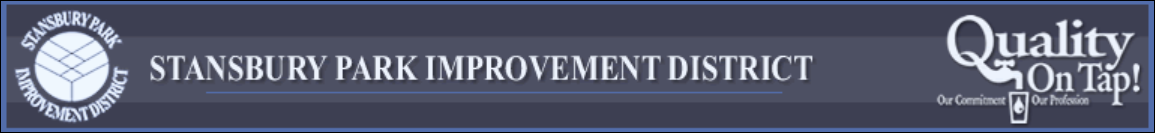 STANSBURY PARK
IMPROVEMENT DISTRICT
STANSBURY PARK IMPROVEMENT DISTRICT
Quality
On Tap!
Our Commitment Our Profession